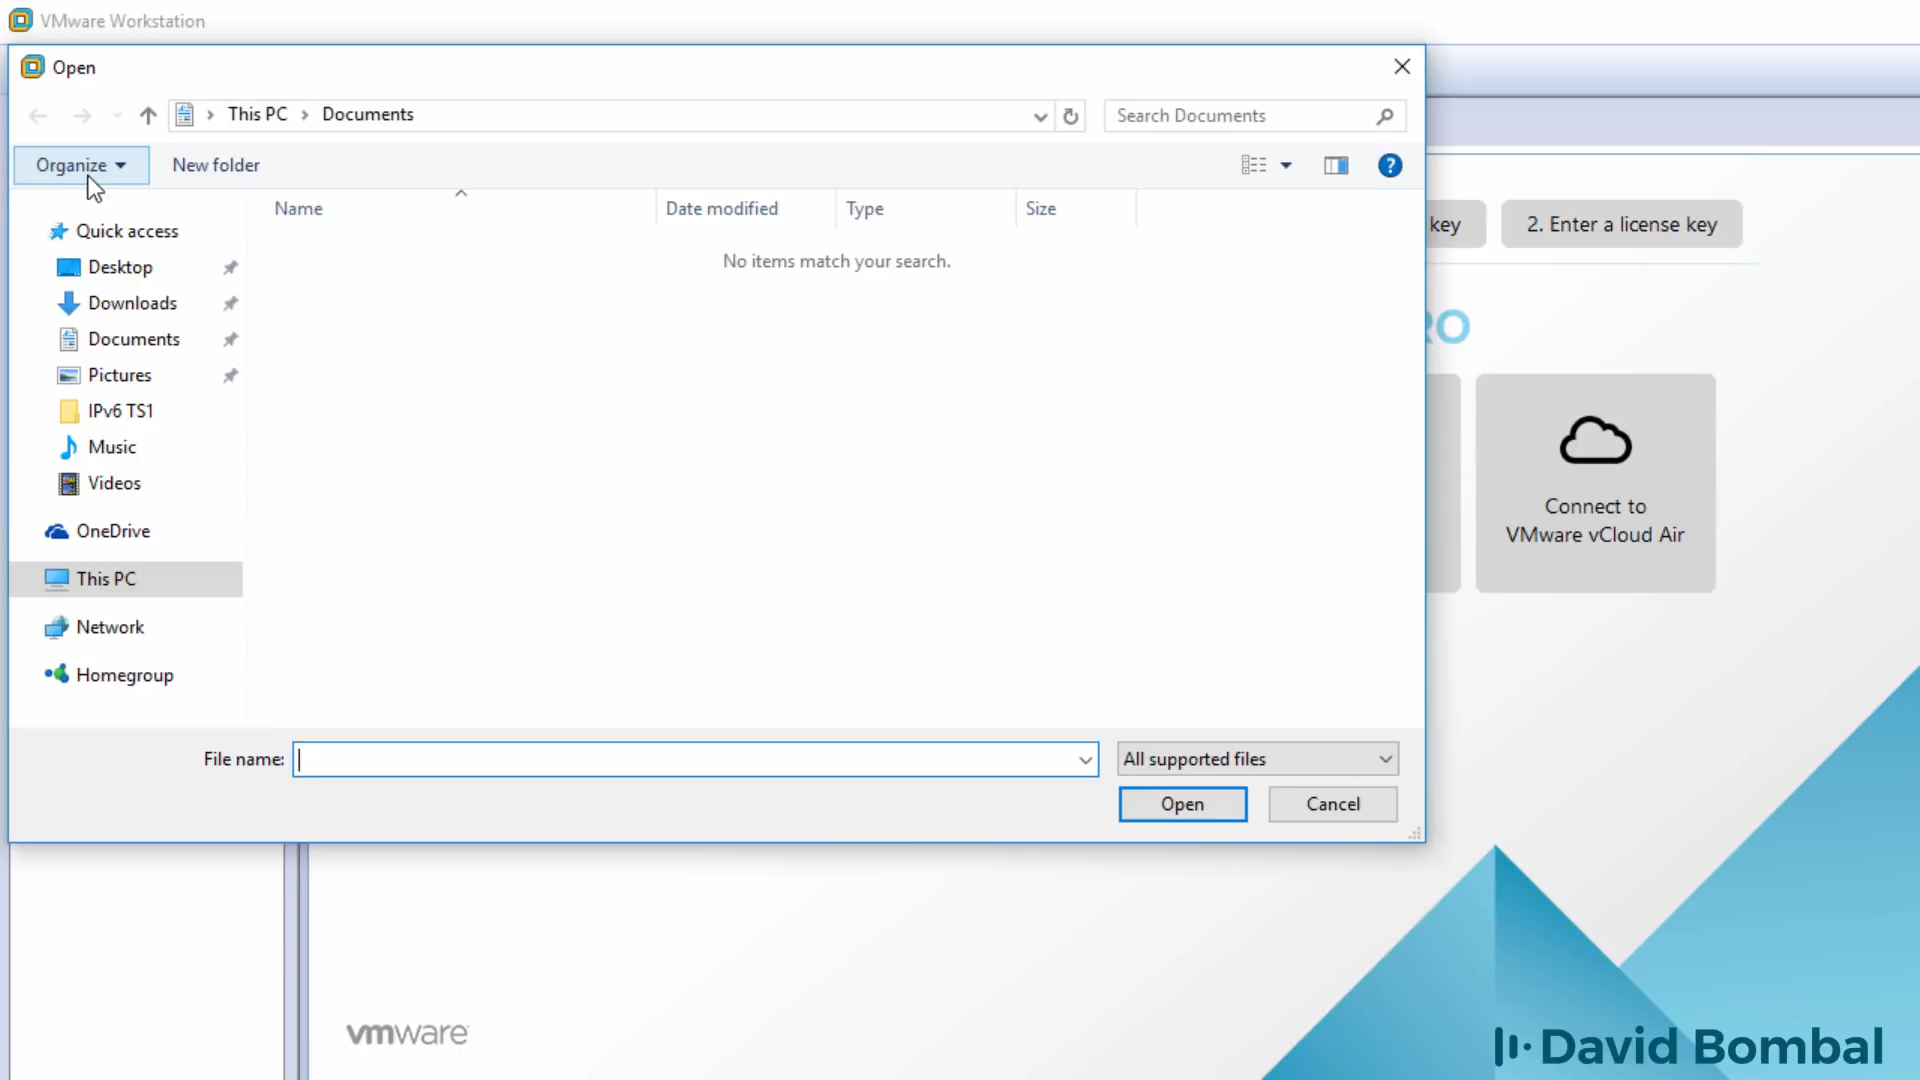 VMware Workstation
Open
This PC
Documents
Search Documents
Organize
New folder
Name
Date modified
Type
Size
No items match your search.
Quick access
Desktop
Downloads
Documents
Pictures
IPv6 TS1
Music
Videos
OneDrive
This PC
Network
Homegroup
File name:
All supported files
Open
Cancel
key
2. Enter a license key
RO
Connect to
VMware vCloud Air
vmware
David Bombal